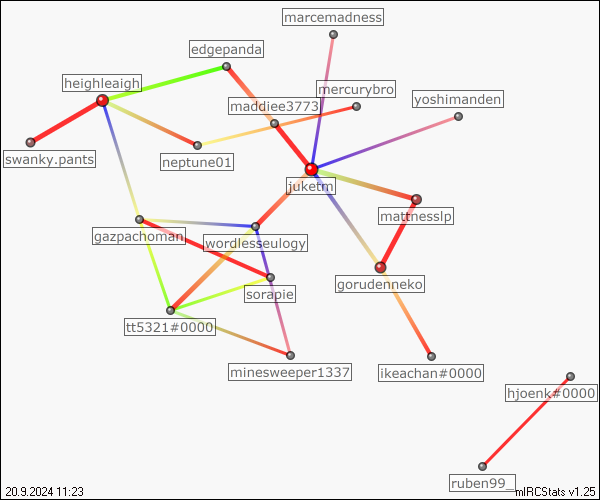 marcemadness
edgepanda
heighleaigh
mercurybro
maddiee3773
yoshimanden
swanky.pants
neptune01
juketm
mattnesslp
gazpachoman
wordlesseulogy
gorudenneko
sorapie
tt5321#0000
minesweeper1337
ikeachan#0000
hjoenk#0000
ruben99_
20.9.2024 11:23
mIRCStats v1.25